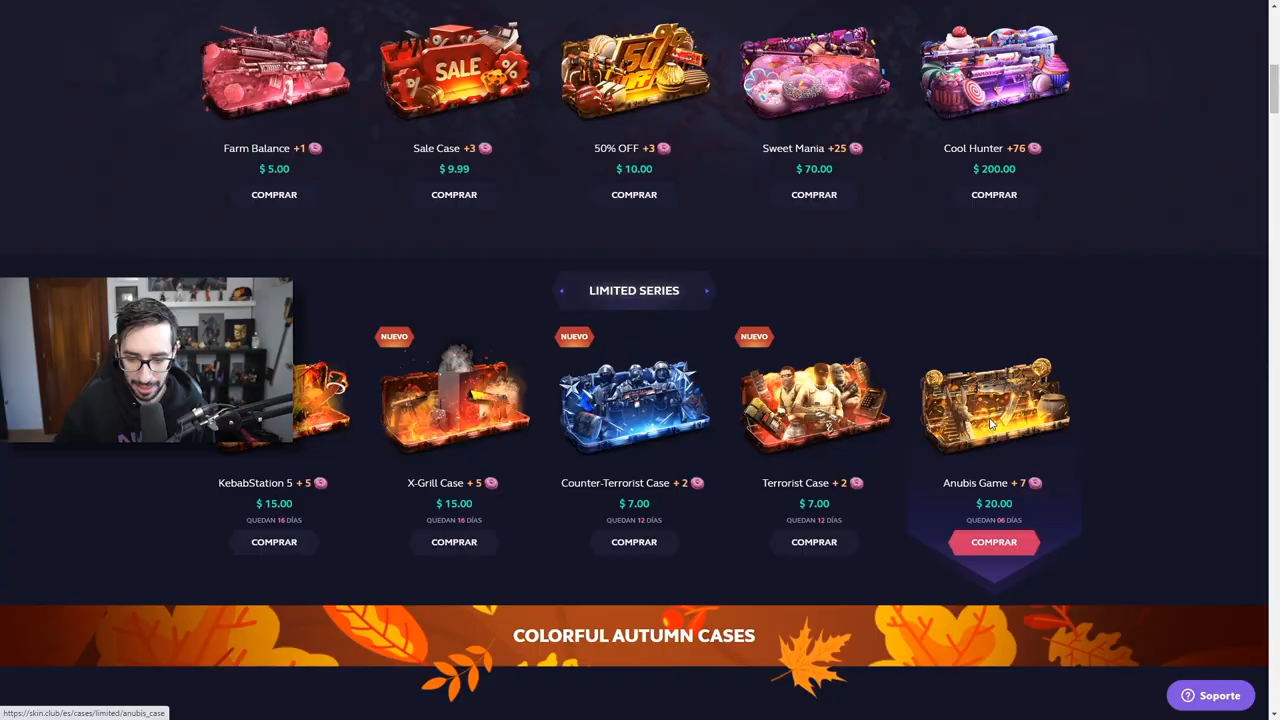 SALE
%
%
50%
OFF
Farm Balance +1
Sale Case +3
50% OFF +3
Sweet Mania +25
Cool Hunter +76
$ 5.00
$ 9.99
$ 10.00
$ 70.00
$ 200.00
COMPRAR
COMPRAR
COMPRAR
COMPRAR
COMPRAR
LIMITED SERIES
NUEVO
NUEVO
NUEVO
KebabStation 5 + 5
X-Grill Case + 5
Counter-Terrorist Case + 2
Terrorist Case + 2
Anubis Game + 7
$ 15.00
$ 15.00
$ 7.00
$ 7.00
$ 20.00
QUEDAN 16 DÍAS
QUEDAN 16 DÍAS
QUEDAN 12 DÍAS
QUEDAN 12 DÍAS
QUEDAN 06 DÍAS
COMPRAR
COMPRAR
COMPRAR
COMPRAR
COMPRAR
COLORFUL AUTUMN CASES
Soporte
https://skin.club/es/cases/limited/anubis_case